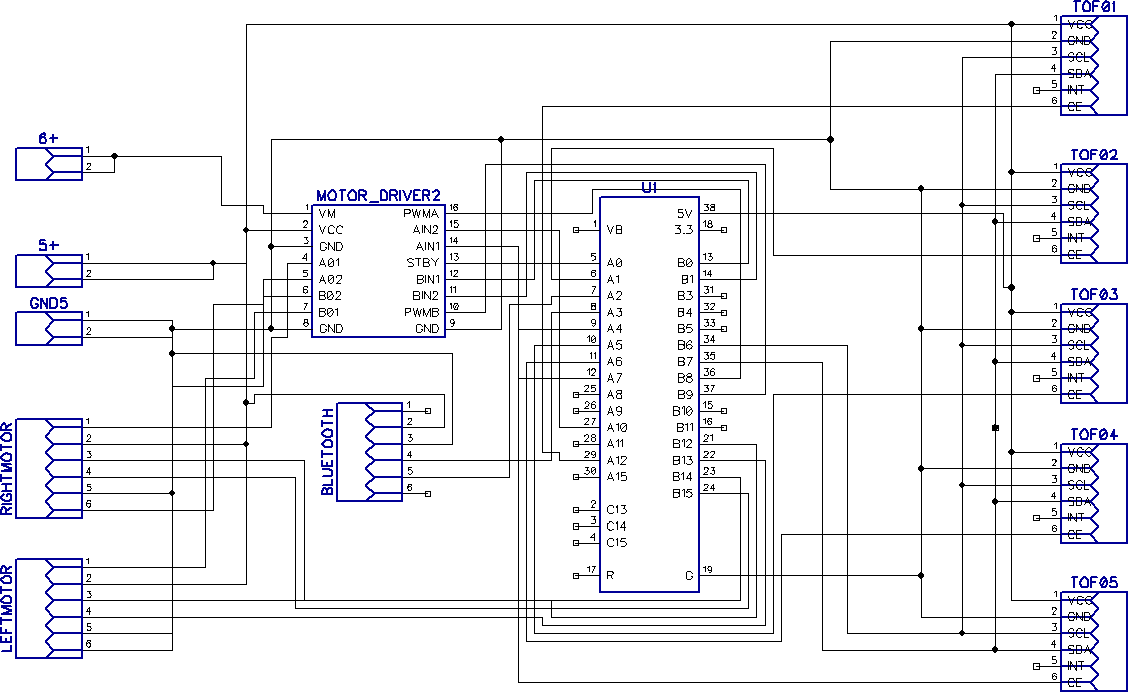 TOF01
1 VCC
2 GND
3 SCL
4 SDA
5 INT
6 CE
6+
1
2
TOF02
1 VCC
2 GND
3 SCL
4 SDA
5 INT
6 CE
MOTOR_DRIVER2
1 VM PWMA 16
2 VCC AIN2 15
3 GND AIN1 14
4 A01 STBY 13
5 A02 BIN1 12
6 B02 BIN2 11
7 B01 PWMB 10
8 GND GND 9
U1
5V 38
1 VB 3.3 18
5 A0 B0 13
6 A1 B1 14
7 A2 B3 31
8 A3 B4 32
9 A4 B5 33
10 A5 B6 34
11 A6 B7 35
12 A7 B8 36
25 A8 B9 37
26 A9 B10 15
27 A10 B11 16
28 A11 B12 21
29 A12 B13 22
30 A15 B14 23
B15 24
2 C13
3 C14
4 C15
17 R G 19
5+
1
2
GND5
1
2
TOF03
1 VCC
2 GND
3 SCL
4 SDA
5 INT
6 CE
BLUETOOTH
1
2
3
4
5
6
RIGHTMOTOR
1
2
3
4
5
6
TOF04
1 VCC
2 GND
3 SCL
4 SDA
5 INT
6 CE
LEFTMOTOR
1
2
3
4
5
6
TOF05
1 VCC
2 GND
3 SCL
4 SDA
5 INT
6 CE